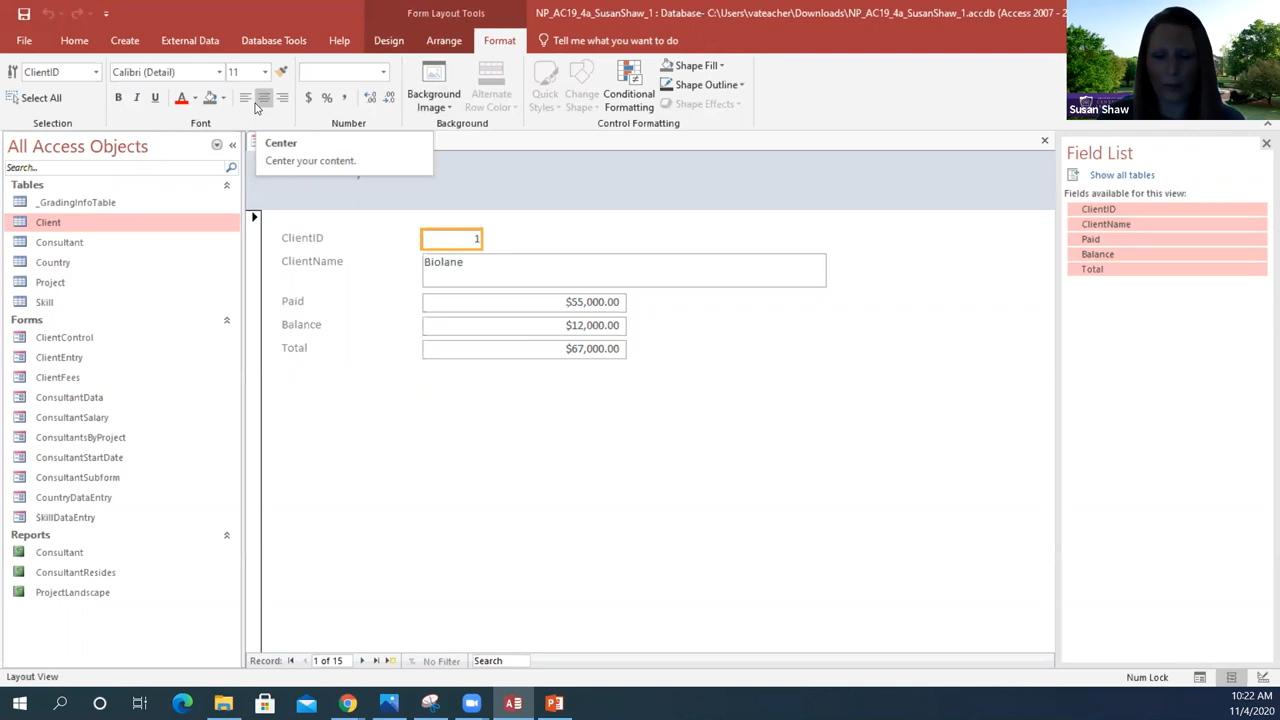 Form Layout Tools
NP_AC19_4a_SusanShaw_1 : Database- C:\Users\vateacher\Downloads\NP_AC19_4a_SusanShaw_1.accdb (Access 2007 - 2
File Home Create External Data Database Tools Help Design Arrange Format Tell me what you want to do
ClientID Calibri (Detail) 11
Select All
B I U A $ % ,
Background Image
Alternate Row Color
Quick Styles
Change Shape
Conditional Formatting
Shape Fill
Shape Outline
Shape Effects
Selection Font Number Background Control Formatting
Susan Shaw
Center
Center your content.
All Access Objects
Search...
Tables
_GradingInfoTable
Client
Consultant
Country
Project
Skill
Forms
ClientControl
ClientEntry
ClientFees
ConsultantData
ConsultantSalary
ConsultantsByProject
ConsultantStartDate
ConsultantSubform
CountryDataEntry
SkillDataEntry
Reports
Consultant
ConsultantResides
ProjectLandscape
ClientID 1
ClientName Biolane
Paid $55,000.00
Balance $12,000.00
Total $67,000.00
Field List
Show all tables
Fields available for this view:
ClientID
ClientName
Paid
Balance
Total
Record: 1 of 15 No Filter Search
Layout View Num Lock
10:22 AM
11/4/2020